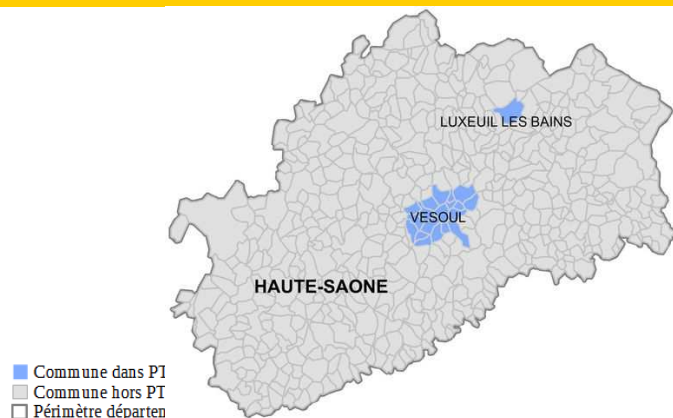 LUXEUIL LES BAINS
VESOUL
HAUTE-SAONE
Commune dans PT
Commune hors PT
Périmètre départen